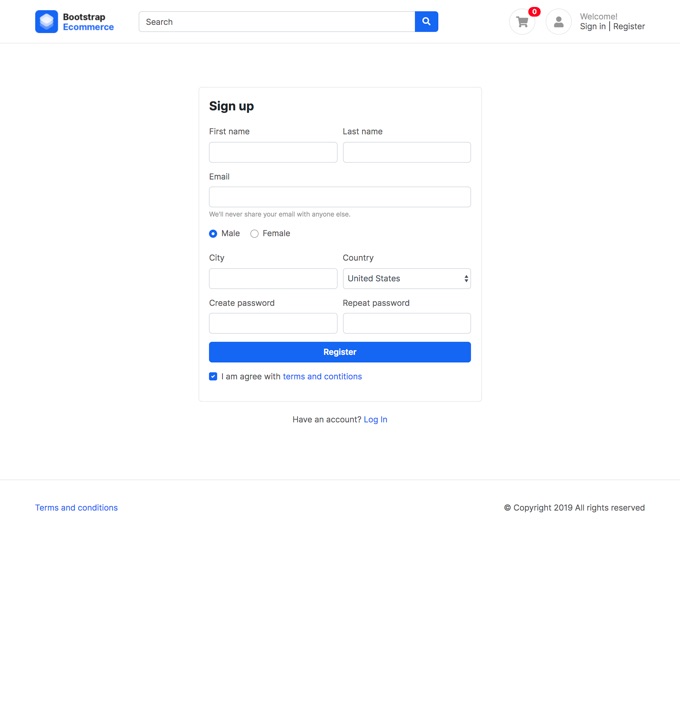 Bootstrap
Ecommerce
Search
0
Welcome!
Sign in | Register
Sign up
First name
Last name
Email
We'll never share your email with anyone else.
Male
Female
City
Country
United States
Create password
Repeat password
Register
I am agree with terms and contitions
Have an account? Log In
Terms and conditions
© Copyright 2019 All rights reserved